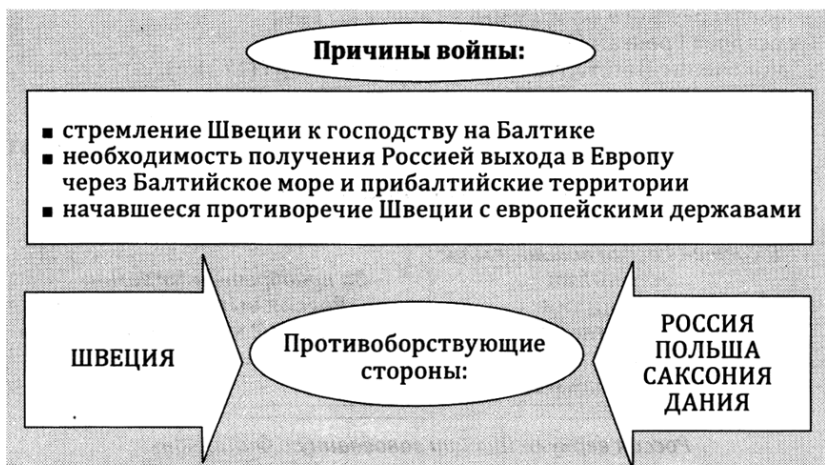 Причины войны:
▪ стремление Швеции к господству на Балтике
▪ необходимость получения Россией выхода в Европу
через Балтийское море и прибалтийские территории
▪ начавшееся противоречие Швеции с европейскими державами
ШВЕЦИЯ
Противоборствующие
стороны:
РОССИЯ
ПОЛЬША
САКСОНИЯ
ДАНИЯ